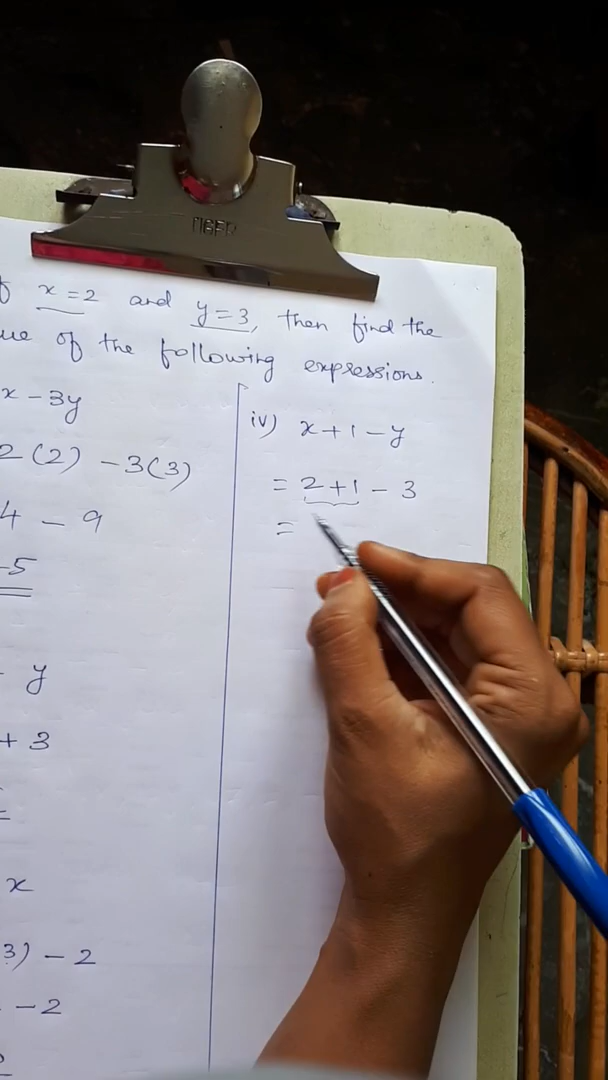 TIGER
x = 2 and y = 3, then find the
of the following expressions.
x - 3y
2(2) - 3(3)
4 - 9
-5
- y
+ 3
x
3) - 2
- 2
iv) x + 1 - y
= 2 + 1 - 3
=